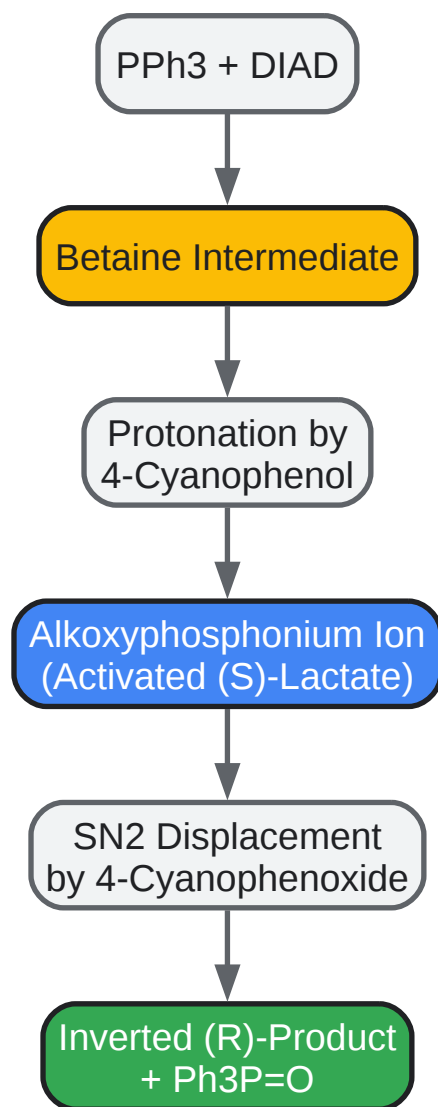 PPh3 + DIAD
Betaine Intermediate
Protonation by
4-Cyanophenol
Alkoxyphosphonium Ion
(Activated (S)-Lactate)
SN2 Displacement
by 4-Cyanophenoxide
Inverted (R)-Product
+ Ph3P=O